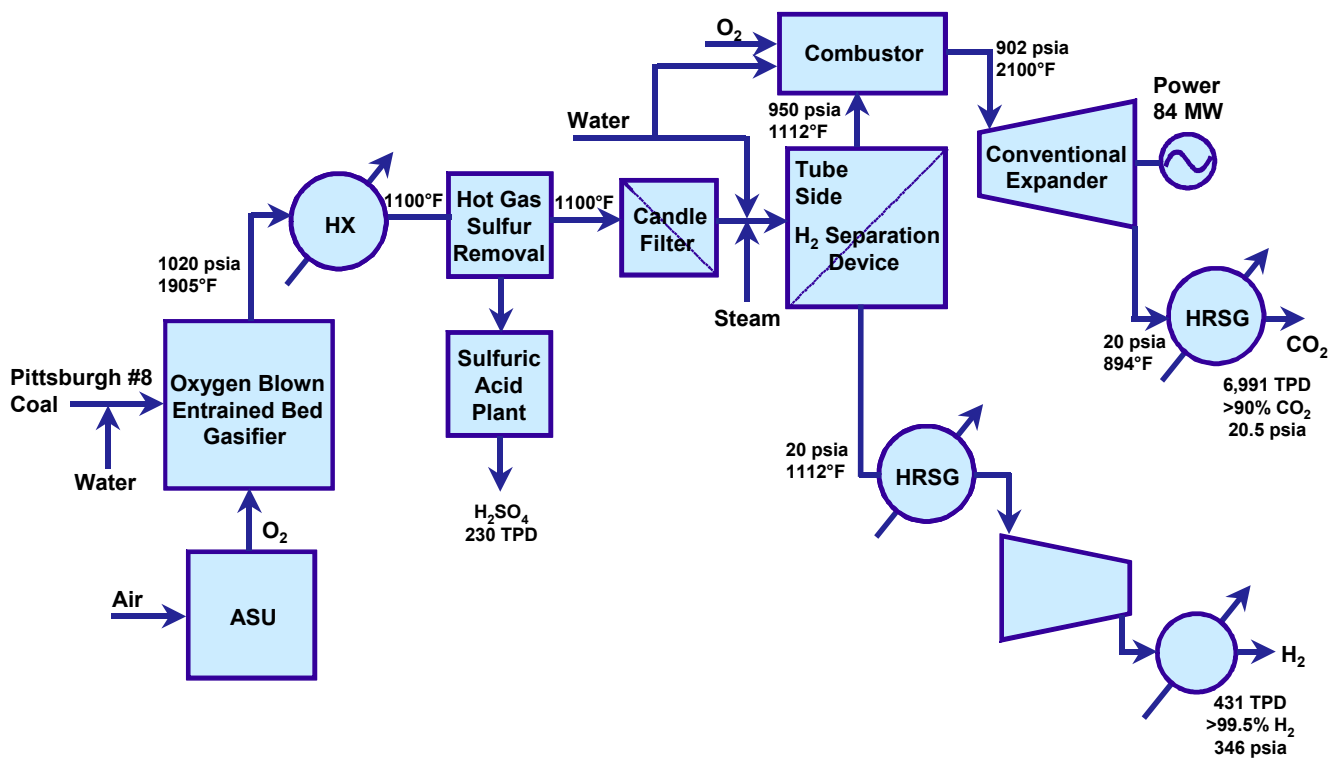 O₂
Combustor
902 psia
2100°F
Power
84 MW
Water
950 psia
1112°F
Conventional
Expander
HX
1100°F
Hot Gas
Sulfur
Removal
1100°F
Candle
Filter
Tube
Side
H₂ Separation
Device
1020 psia
1905°F
Steam
20 psia
894°F
HRSG
CO₂
6,991 TPD
>90% CO₂
20.5 psia
Pittsburgh #8
Coal
Water
Oxygen Blown
Entrained Bed
Gasifier
Sulfuric
Acid
Plant
H₂SO₄
230 TPD
20 psia
1112°F
HRSG
O₂
Air
ASU
H₂
431 TPD
>99.5% H₂
346 psia